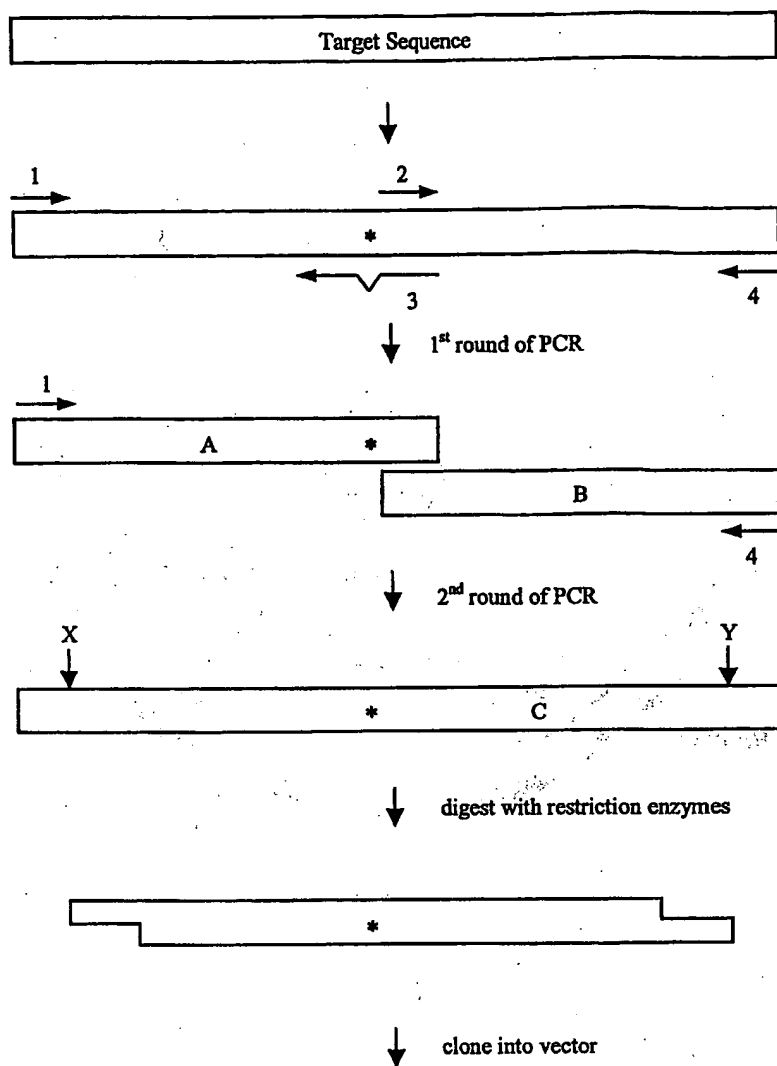 Target Sequence
1
2
*
3
4
1st round of PCR
1
A *
B
4
2nd round of PCR
X
Y
* C
digest with restriction enzymes
*
clone into vector